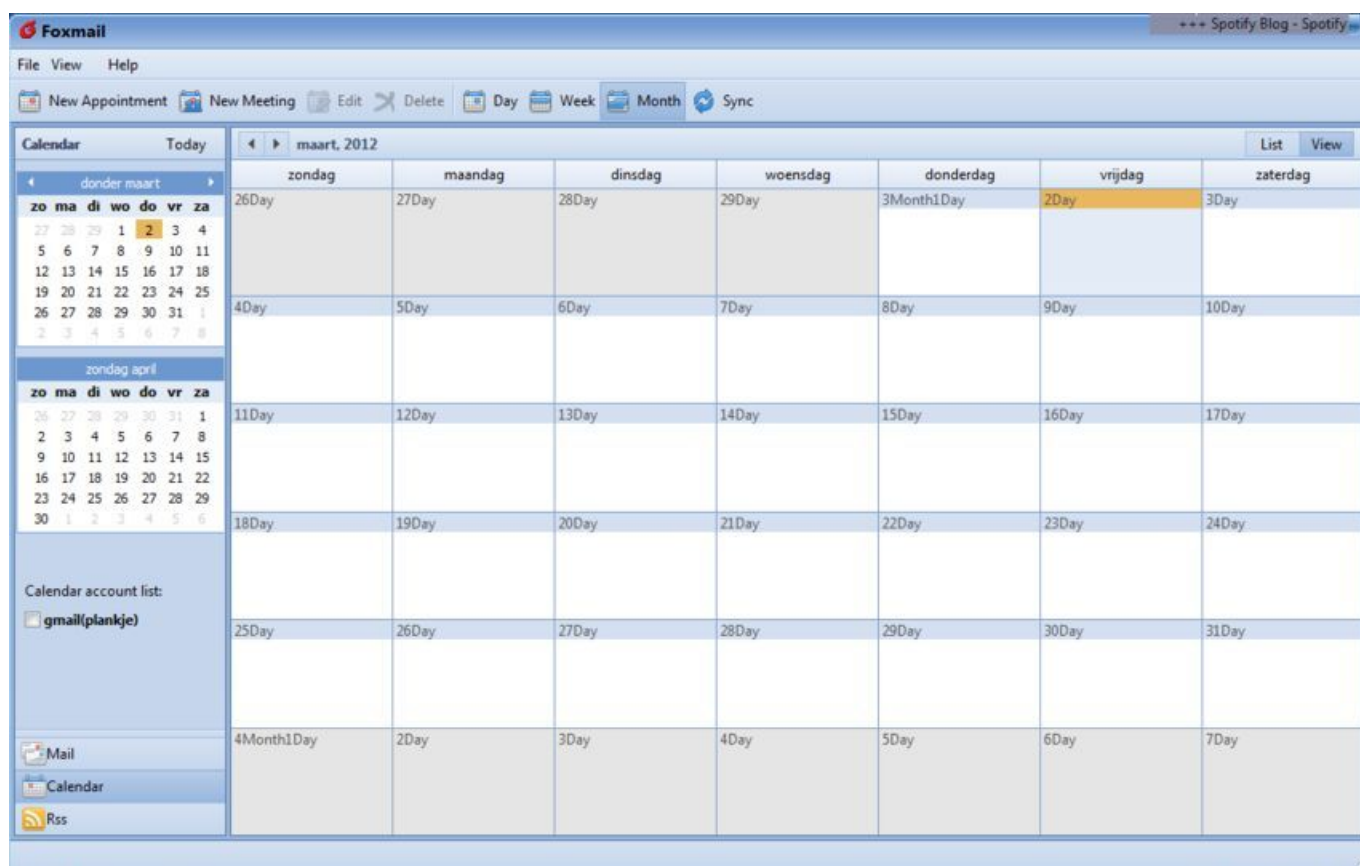 Foxmail
+++ Spotify Blog - Spotify
File View Help
New Appointment New Meeting Edit Delete Day Week Month Sync
Calendar Today
donder maart
zo ma di wo do vr za
27 28 29 1 2 3 4
5 6 7 8 9 10 11
12 13 14 15 16 17 18
19 20 21 22 23 24 25
26 27 28 29 30 31 1
2 3 4 5 6 7 8
zondag april
zo ma di wo do vr za
26 27 28 29 30 31 1
2 3 4 5 6 7 8
9 10 11 12 13 14 15
16 17 18 19 20 21 22
23 24 25 26 27 28 29
30 1 2 3 4 5 6
Calendar account list:
gmail(plankje)
Mail
Calendar
Rss
maart, 2012 List View
zondag maandag dinsdag woensdag donderdag vrijdag zaterdag
26Day 27Day 28Day 29Day 3Month1Day 2Day 3Day
4Day 5Day 6Day 7Day 8Day 9Day 10Day
11Day 12Day 13Day 14Day 15Day 16Day 17Day
18Day 19Day 20Day 21Day 22Day 23Day 24Day
25Day 26Day 27Day 28Day 29Day 30Day 31Day
4Month1Day 2Day 3Day 4Day 5Day 6Day 7Day